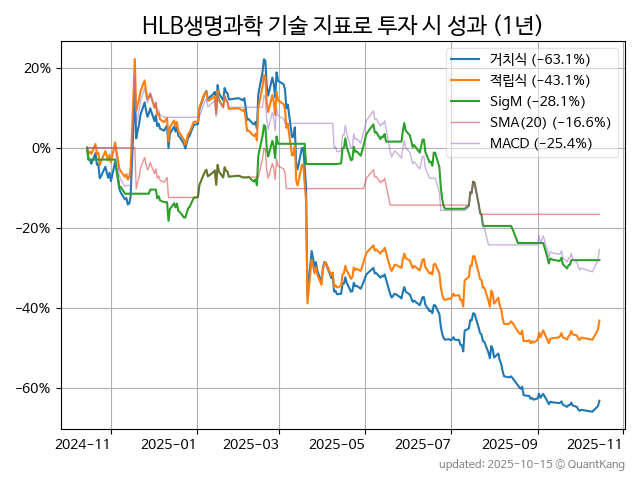 HLB생명과학 기술 지표로 투자 시 성과 (1년)
거치식 (−63.1%)
적립식 (−43.1%)
SigM (−28.1%)
SMA(20) (−16.6%)
MACD (−25.4%)
20%
0%
−20%
−40%
−60%
2024-11 2025-01 2025-03 2025-05 2025-07 2025-09 2025-11
updated: 2025-10-15 © QuantKang